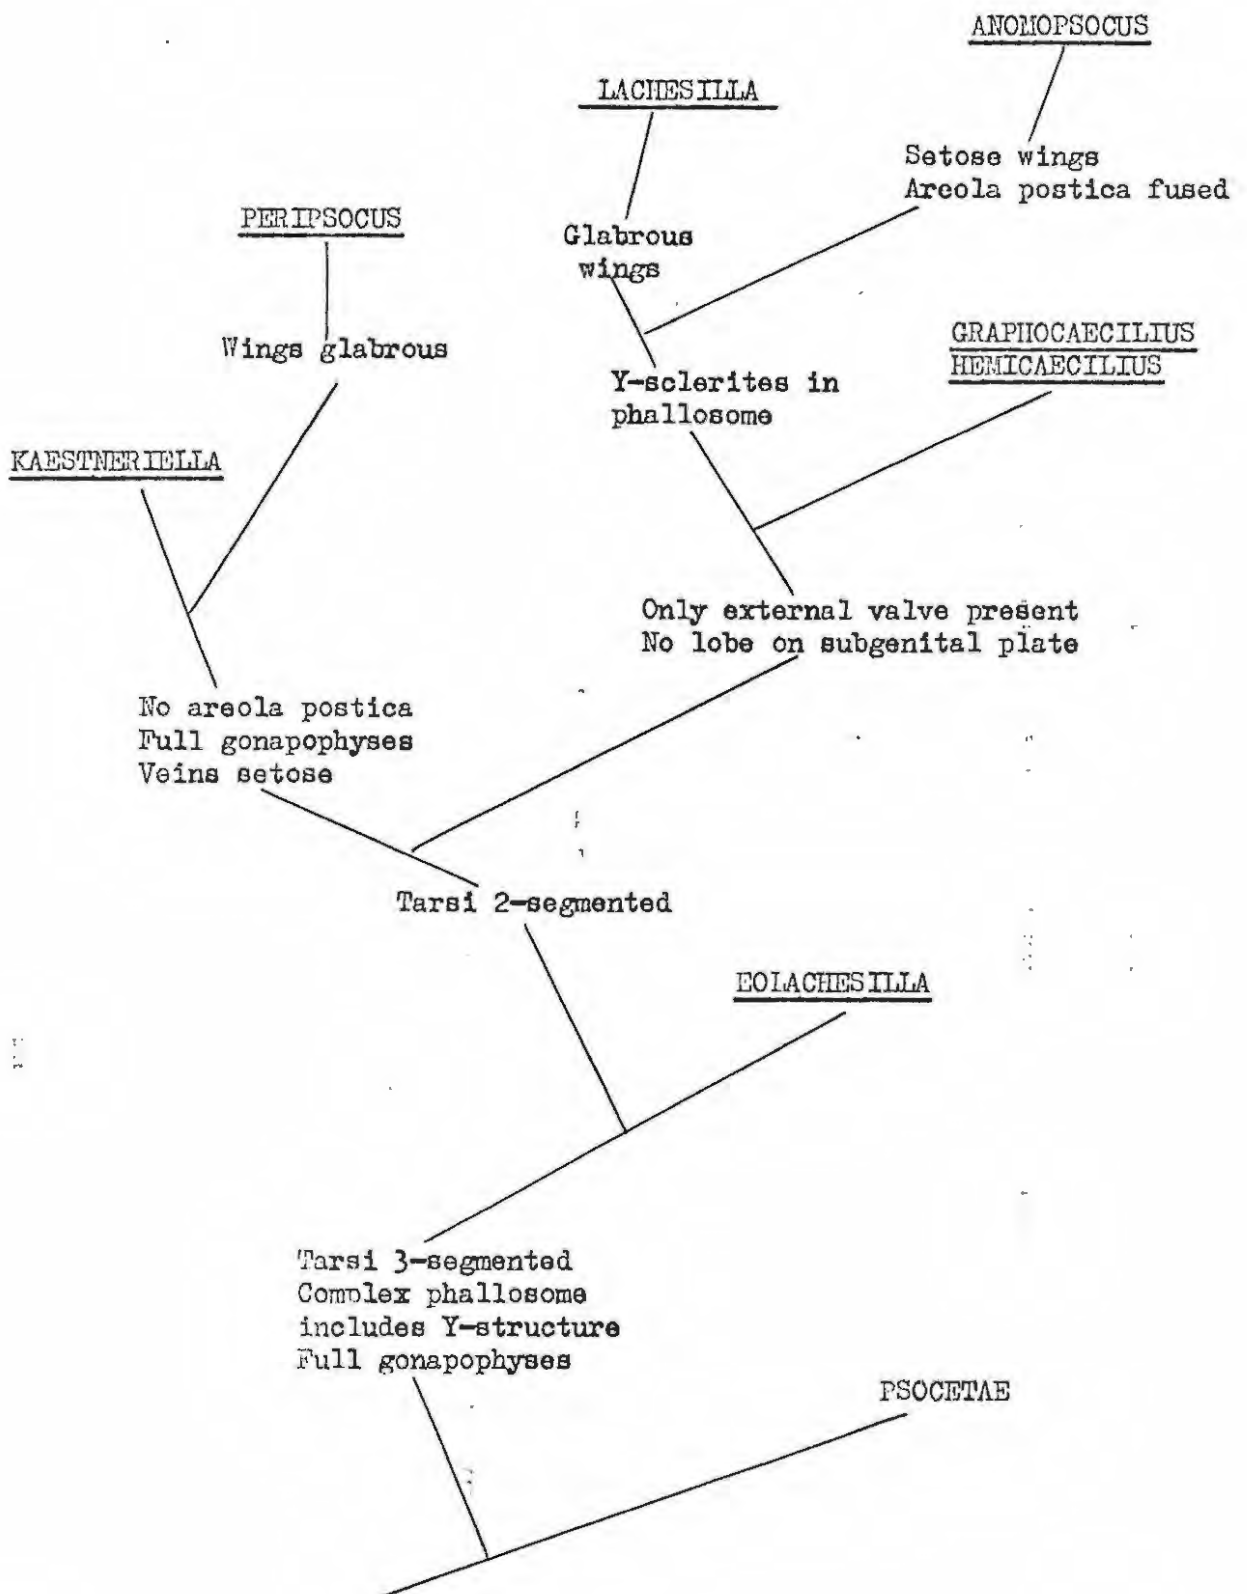 ANOMOPSOCUS
LACHESILLA
Setose wings
Areola postica fused
PERIPSOCUS
Glabrous
wings
Wings glabrous
GRAPHOCAECILIUS
HEMICAECILIUS
Y-sclerites in
phallosome
KAESTNERIELLA
Only external valve present
No lobe on subgenital plate
No areola postica
Full gonapophyses
Veins setose
Tarsi 2-segmented
EOLACHESILLA
Tarsi 3-segmented
Complex phallosome
includes Y-structure
Full gonapophyses
PSOCETAE